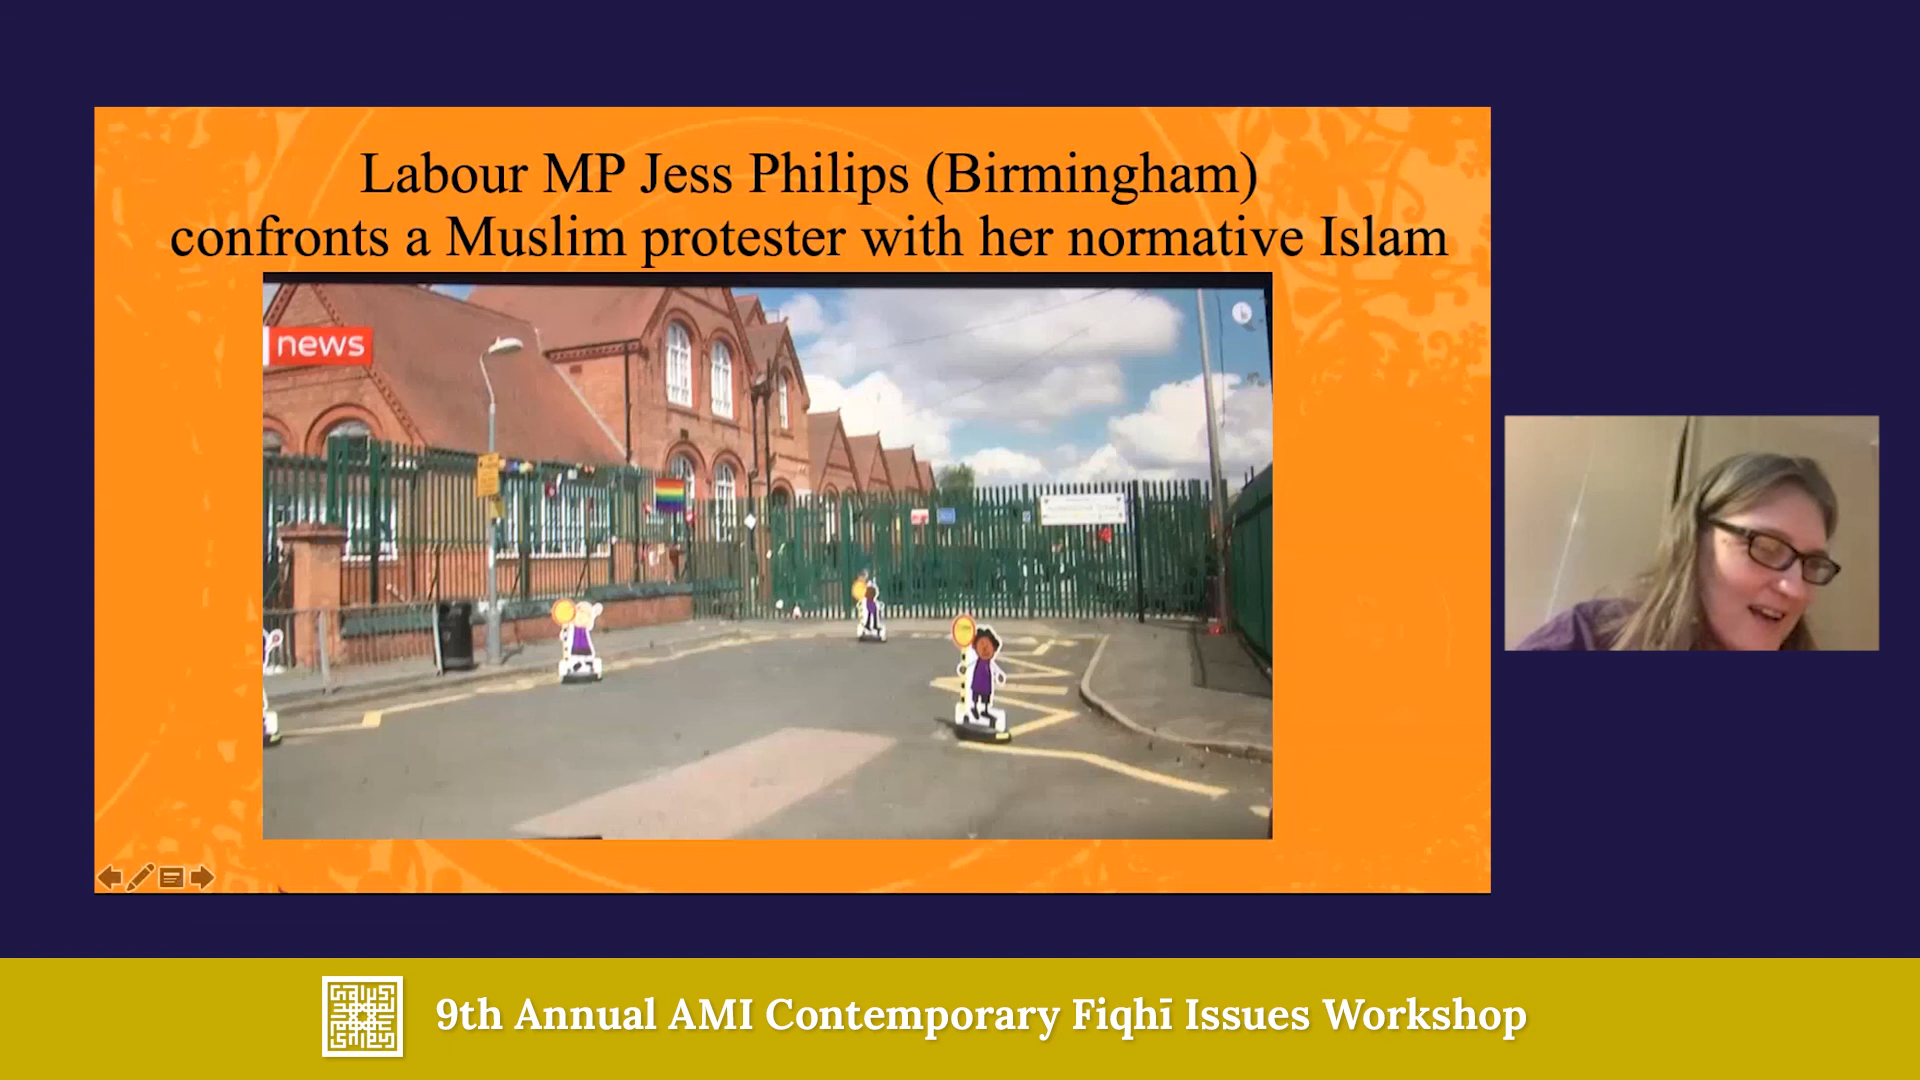 Labour MP Jess Philips (Birmingham)
confronts a Muslim protester with her normative Islam
news
9th Annual AMI Contemporary Fiqhī Issues Workshop